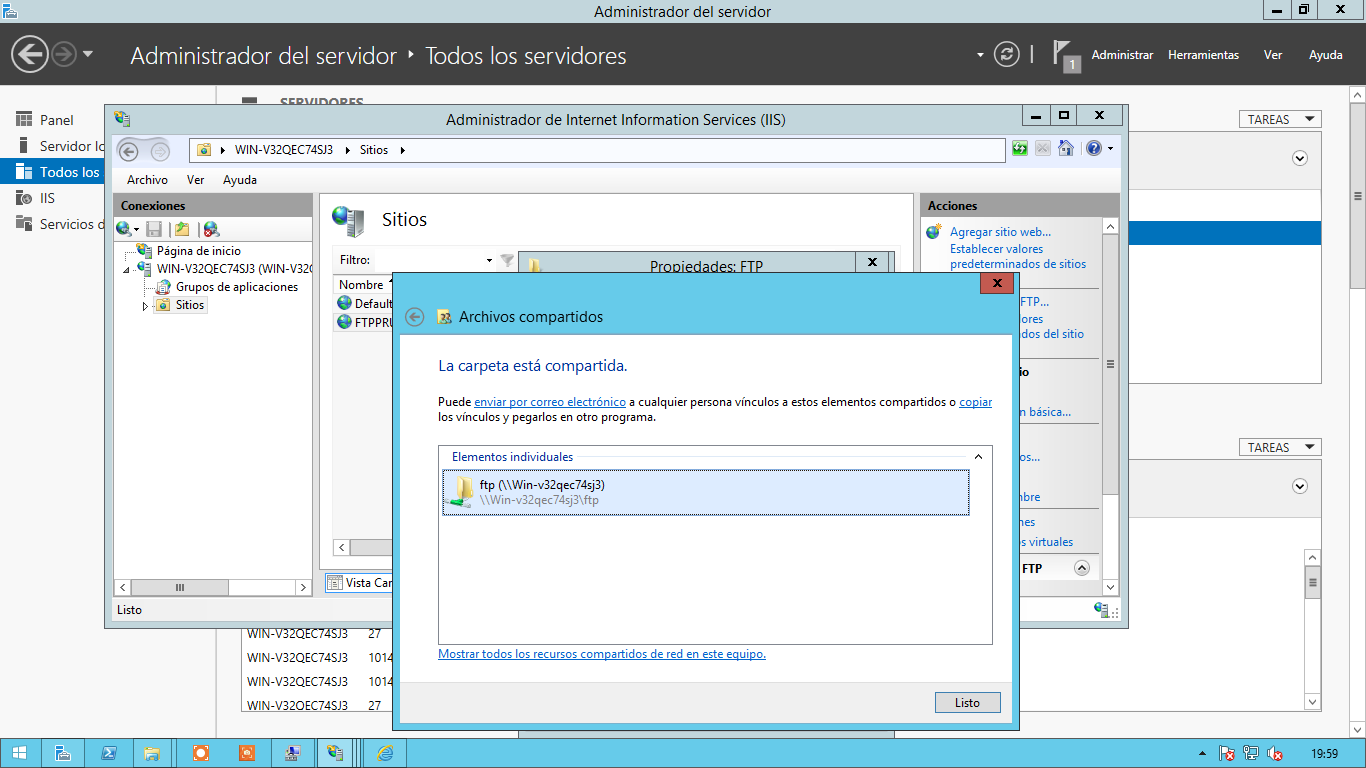 Administrador del servidor
Administrador del servidor Todos los servidores
1
Administrar Herramientas Ver Ayuda
Panel
Servidor lo
Todos los
IIS
Servicios d
SERVIDORES
TAREAS
Administrador de Internet Information Services (IIS)
WIN-V32QEC74SJ3 Sitios
Archivo Ver Ayuda
Conexiones
Página de inicio
WIN-V32QEC74SJ3 (WIN-V32Q
Grupos de aplicaciones
Sitios
Sitios
Filtro:
Nombre
Default
FTPPRU
Vista Car
Listo
Acciones
Agregar sitio web...
Establecer valores
predeterminados de sitios
FTP...
lores
dos del sitio
io
n básica...
os...
bre
nes
s virtuales
FTP
Propiedades: FTP
Archivos compartidos
La carpeta está compartida.
Puede enviar por correo electrónico a cualquier persona vínculos a estos elementos compartidos o copiar
los vínculos y pegarlos en otro programa.
Elementos individuales
ftp (\\Win-v32qec74sj3)
\\Win-v32qec74sj3\ftp
Mostrar todos los recursos compartidos de red en este equipo.
Listo
TAREAS
WIN-V32QEC74SJ3 27
WIN-V32QEC74SJ3 1014
WIN-V32QEC74SJ3 1014
WIN-V32QEC74SJ3 27
19:59